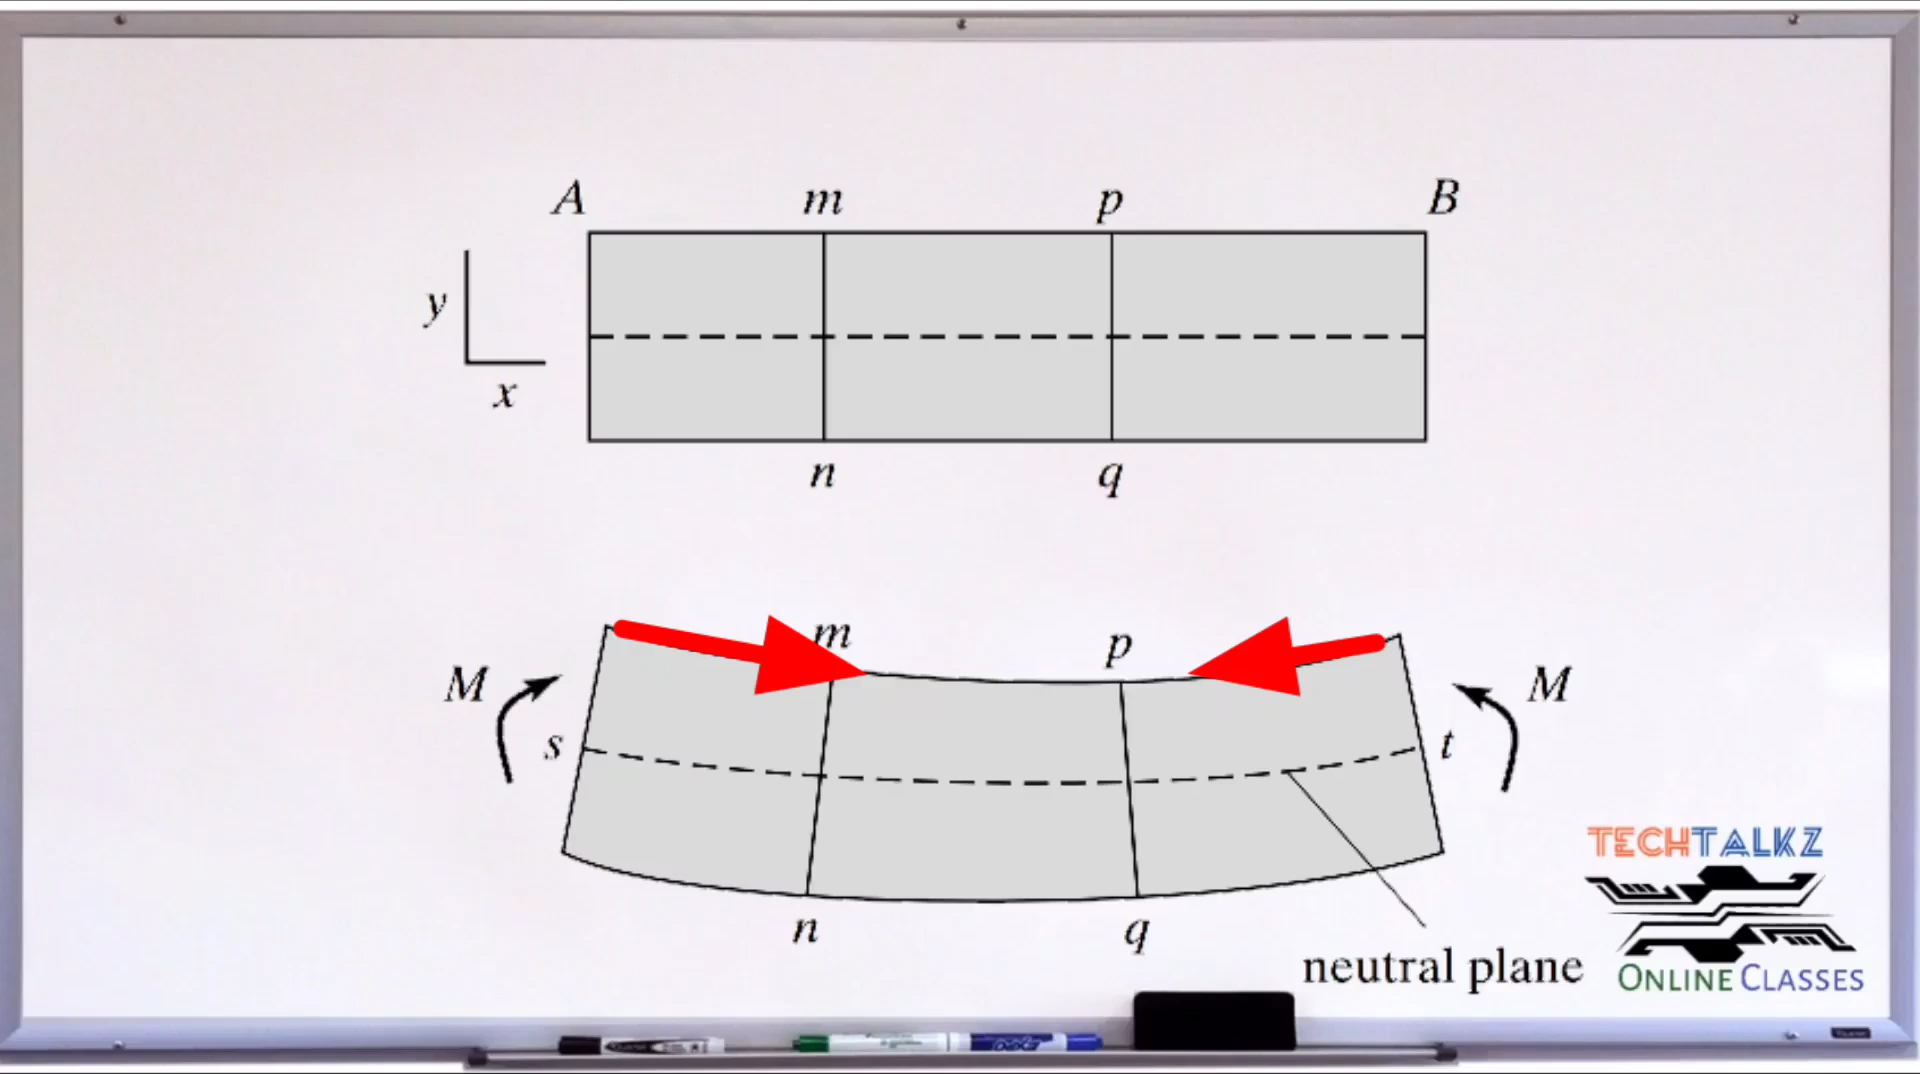 A m p B
y
x
n q
m p
M M
s t
n q
neutral plane
TECHTALKZ
ONLINE CLASSES